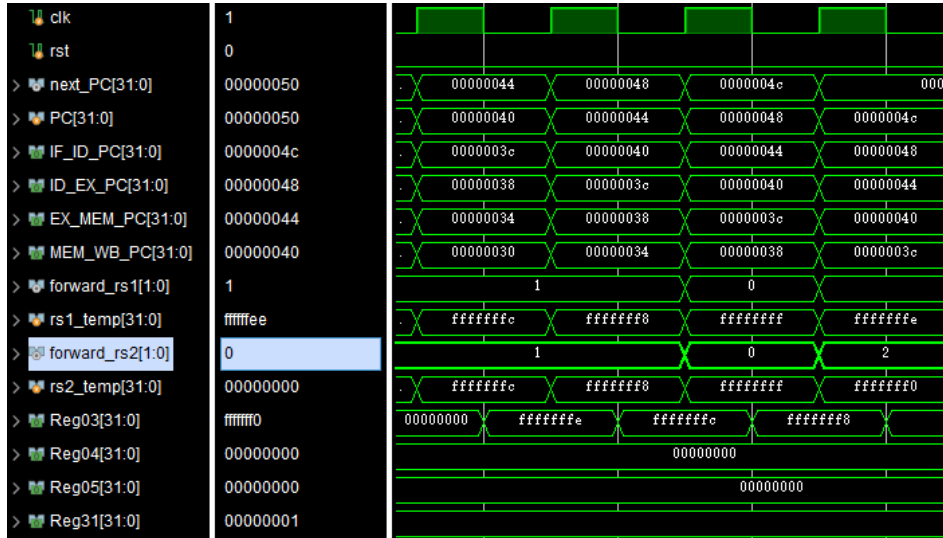 clk 1
rst 0
next_PC[31:0] 00000050 . 00000044 00000048 0000004c 000
PC[31:0] 00000050 . 00000040 00000044 00000048 0000004c
IF_ID_PC[31:0] 0000004c . 0000003c 00000040 00000044 00000048
ID_EX_PC[31:0] 00000048 . 00000038 0000003c 00000040 00000044
EX_MEM_PC[31:0] 00000044 . 00000034 00000038 0000003c 00000040
MEM_WB_PC[31:0] 00000040 . 00000030 00000034 00000038 0000003c
forward_rs1[1:0] 1 1 0
rs1_temp[31:0] ffffffee . fffffffc fffffff8 ffffffff fffffffe
forward_rs2[1:0] 0 1 0 2
rs2_temp[31:0] 00000000 . fffffffc fffffff8 ffffffff fffffff0
Reg03[31:0] fffffff0 00000000 fffffffe fffffffc fffffff8
Reg04[31:0] 00000000 00000000
Reg05[31:0] 00000000 00000000
Reg31[31:0] 00000001